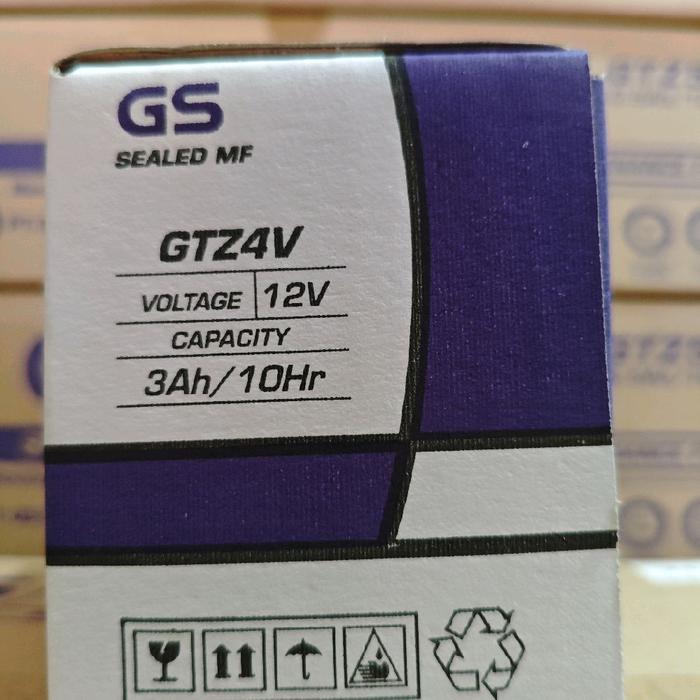 GS
SEALED MF
GTZ4V
VOLTAGE 12V
CAPACITY
3Ah/10Hr